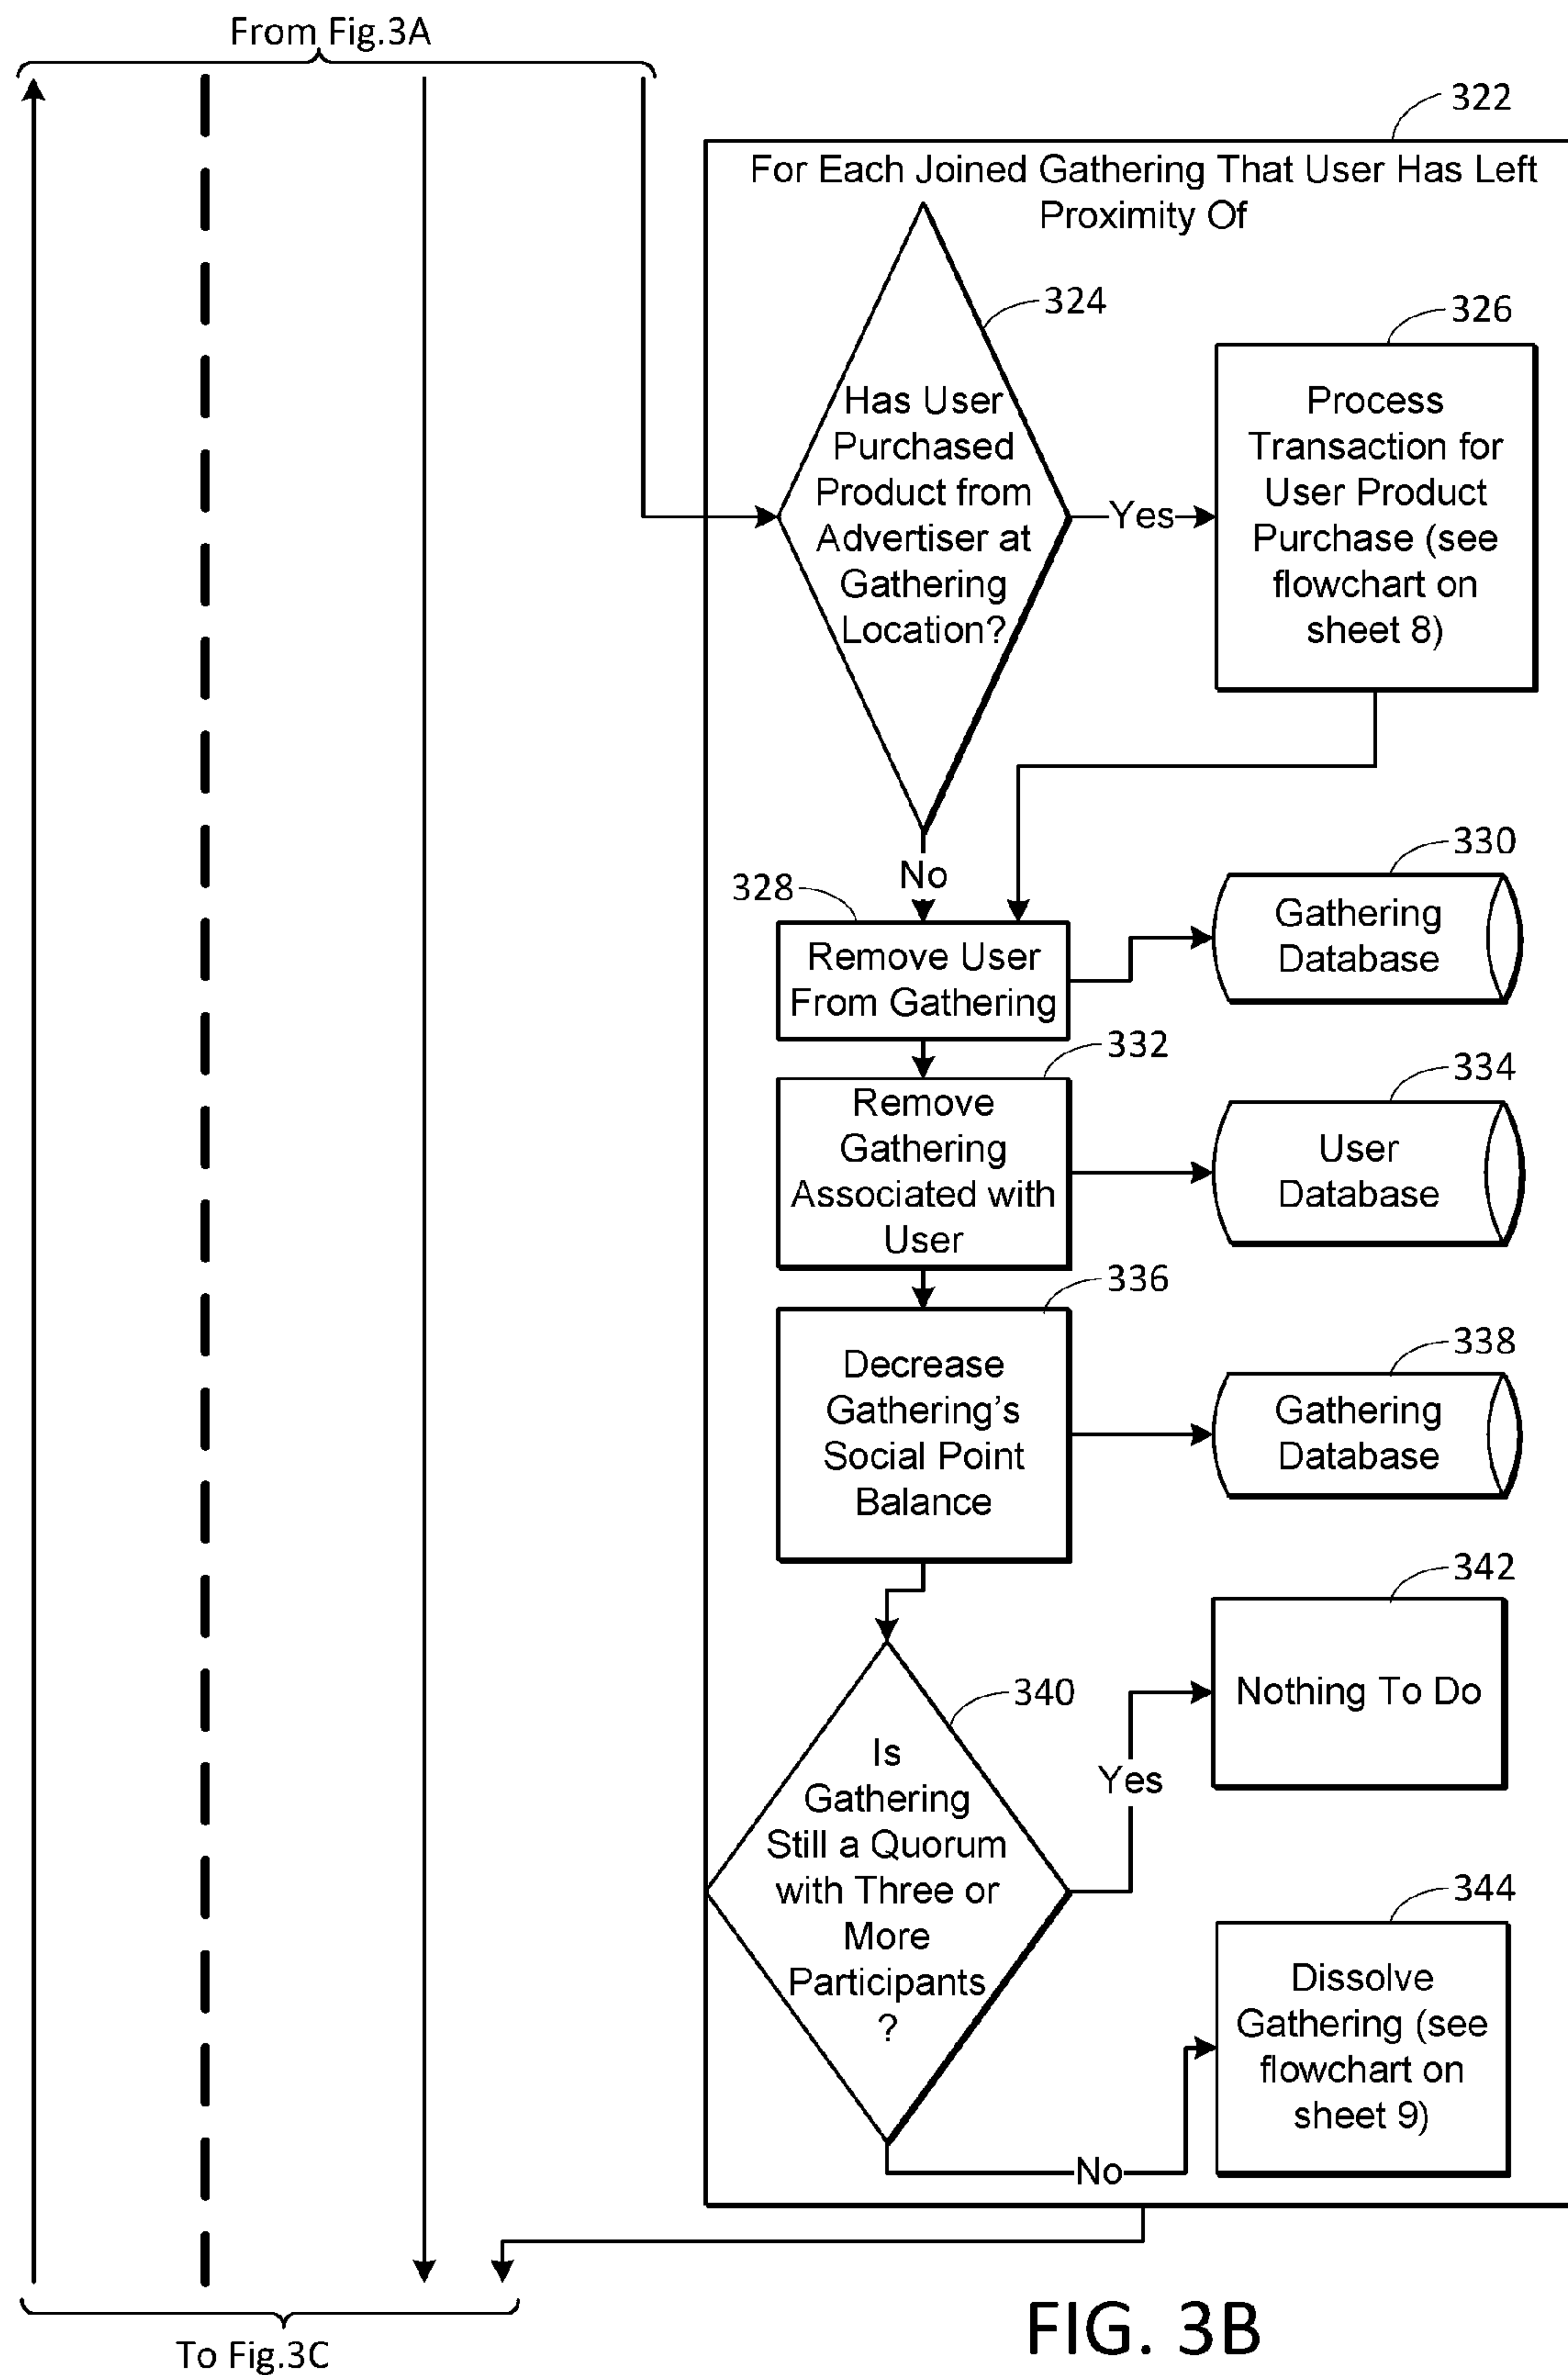 From Fig.3A
322
For Each Joined Gathering That User Has Left
Proximity Of
324
Has User
Purchased
Product from
Advertiser at
Gathering
Location?
Yes
326
Process
Transaction for
User Product
Purchase (see
flowchart on
sheet 8)
No
328
Remove User
From Gathering
330
Gathering
Database
332
Remove
Gathering
Associated with
User
334
User
Database
336
Decrease
Gathering’s
Social Point
Balance
338
Gathering
Database
340
Is
Gathering
Still a Quorum
with Three or
More
Participants
?
Yes
342
Nothing To Do
No
344
Dissolve
Gathering (see
flowchart on
sheet 9)
To Fig.3C
FIG. 3B